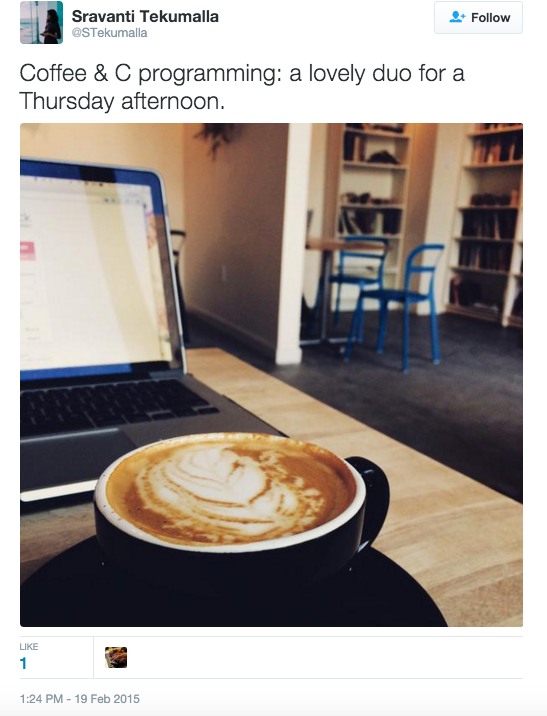 Sravanti Tekumalla
@STekumalla
Follow
Coffee & C programming: a lovely duo for a
Thursday afternoon.
LIKE
1
1:24 PM - 19 Feb 2015